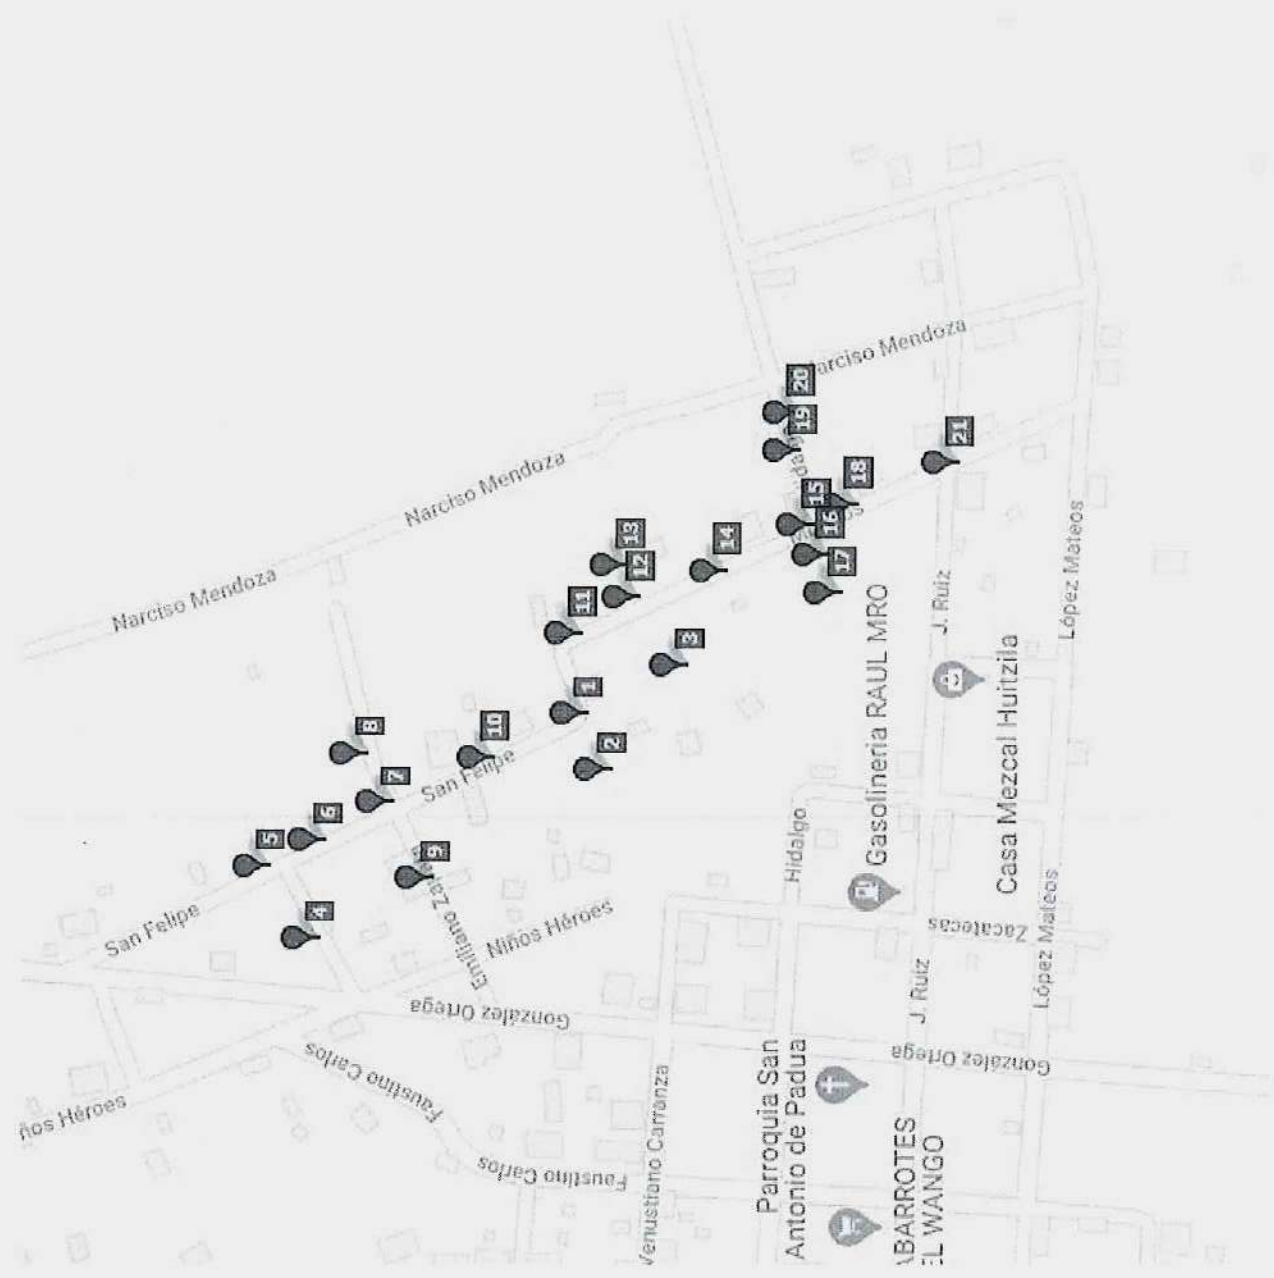 Narciso Mendoza
Narciso Mendoza
Narciso Mendoza
20
19
21
18
15
16
17
14
13
12
11
3
1
2
10
8
7
6
5
9
4
San Felipe
San Felipe
Emiliano
Niños Héroes
González Ortega
Faustino Carlos
Faustino Carlos
ños Héroes
Venustiano Carranza
Hidalgo
Gasolineria RAUL MRO
J. Ruiz
López Mateos
Casa Mezcal Huitzila
Zacatecas
López Mateos
J. Ruiz
González Ortega
Parroquia San
Antonio de Padua
ABARROTES
EL WANGO